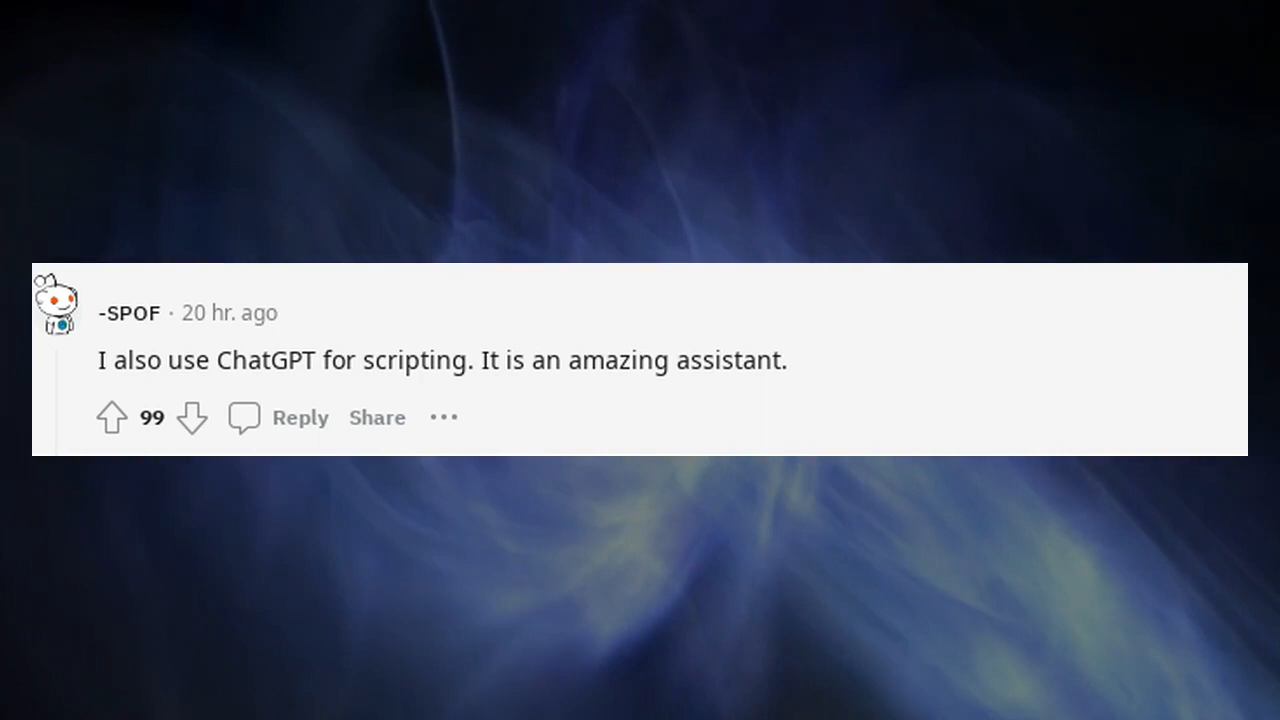 -SPOF · 20 hr. ago
I also use ChatGPT for scripting. It is an amazing assistant.
99 Reply Share ···